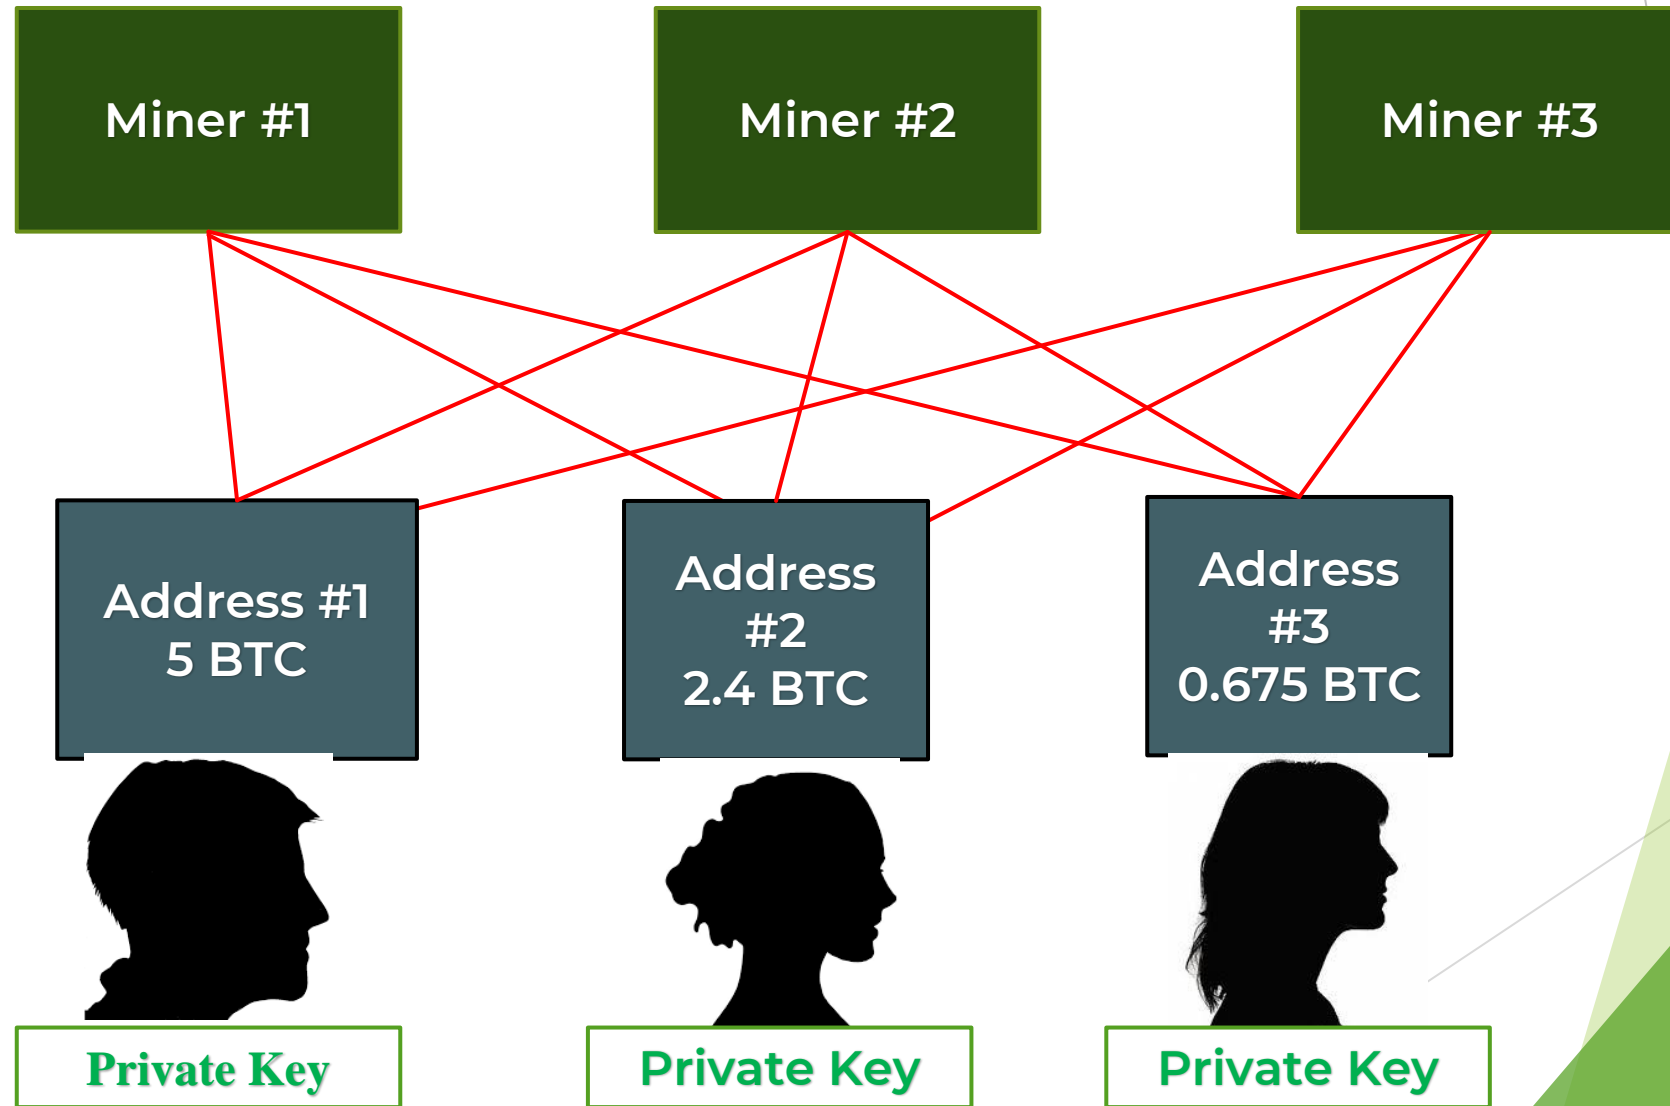 Miner #1
Miner #2
Miner #3
Address #1
5 BTC
Address
#2
2.4 BTC
Address
#3
0.675 BTC
Private Key
Private Key
Private Key